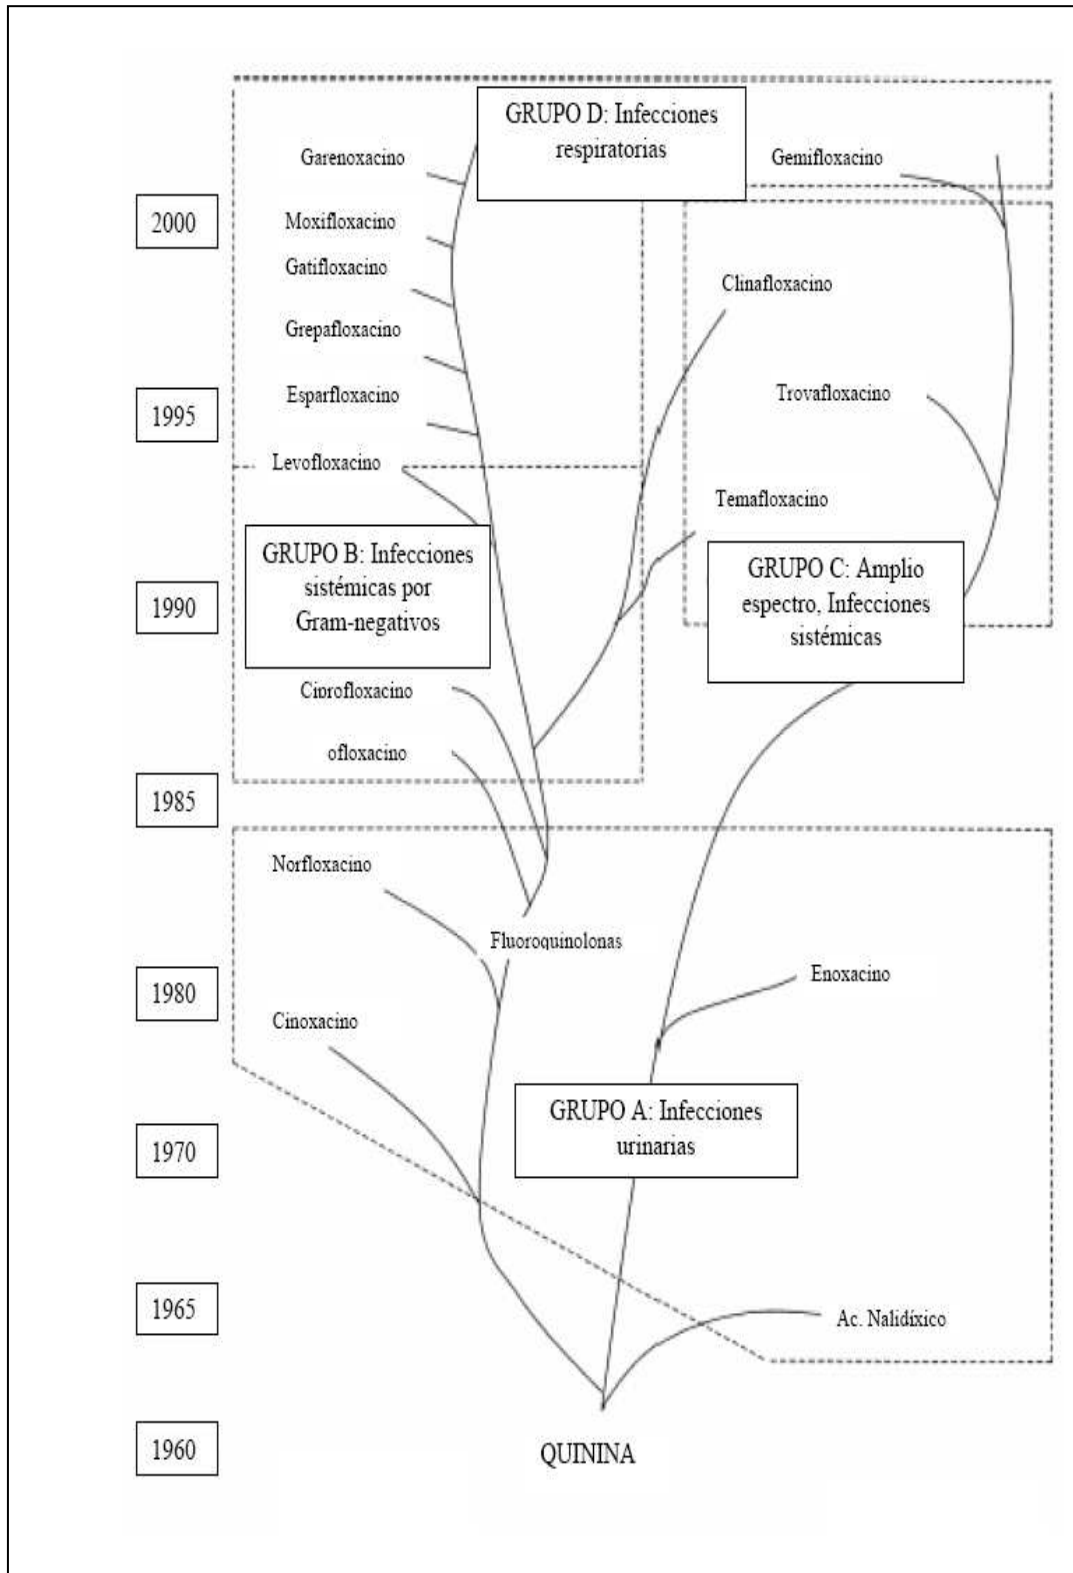 GRUPO D: Infecciones
respiratorias
Garenoxacino
Gemifloxacino
2000
Moxifloxacino
Gatifloxacino
Clinafloxacino
Grepafloxacino
Esparfloxacino
Trovafloxacino
1995
Levofloxacino
Temafloxacino
GRUPO B: Infecciones
sistémicas por
Gram-negativos
GRUPO C: Amplio
espectro, Infecciones
sistémicas
1990
Ciprofloxacino
ofloxacino
1985
Norfloxacino
Fluoroquinolonas
Enoxacino
1980
Cinoxacino
GRUPO A: Infecciones
urinarias
1970
1965
Ac. Nalidíxico
1960
QUININA